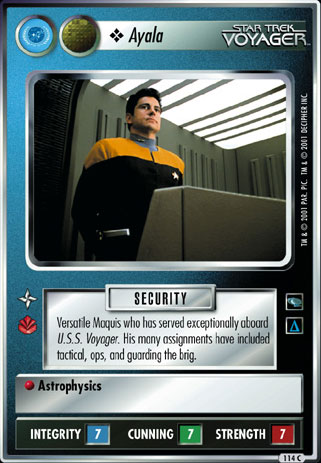 ❖ Ayala
STAR TREK
VOYAGER™
TM & © 2001 PAR. PIC. TM & © 2001 DECIPHER INC.
SECURITY
Versatile Maquis who has served exceptionally aboard
U.S.S. Voyager. His many assignments have included
tactical, ops, and guarding the brig.
Astrophysics
INTEGRITY 7 CUNNING 7 STRENGTH 7
114 C